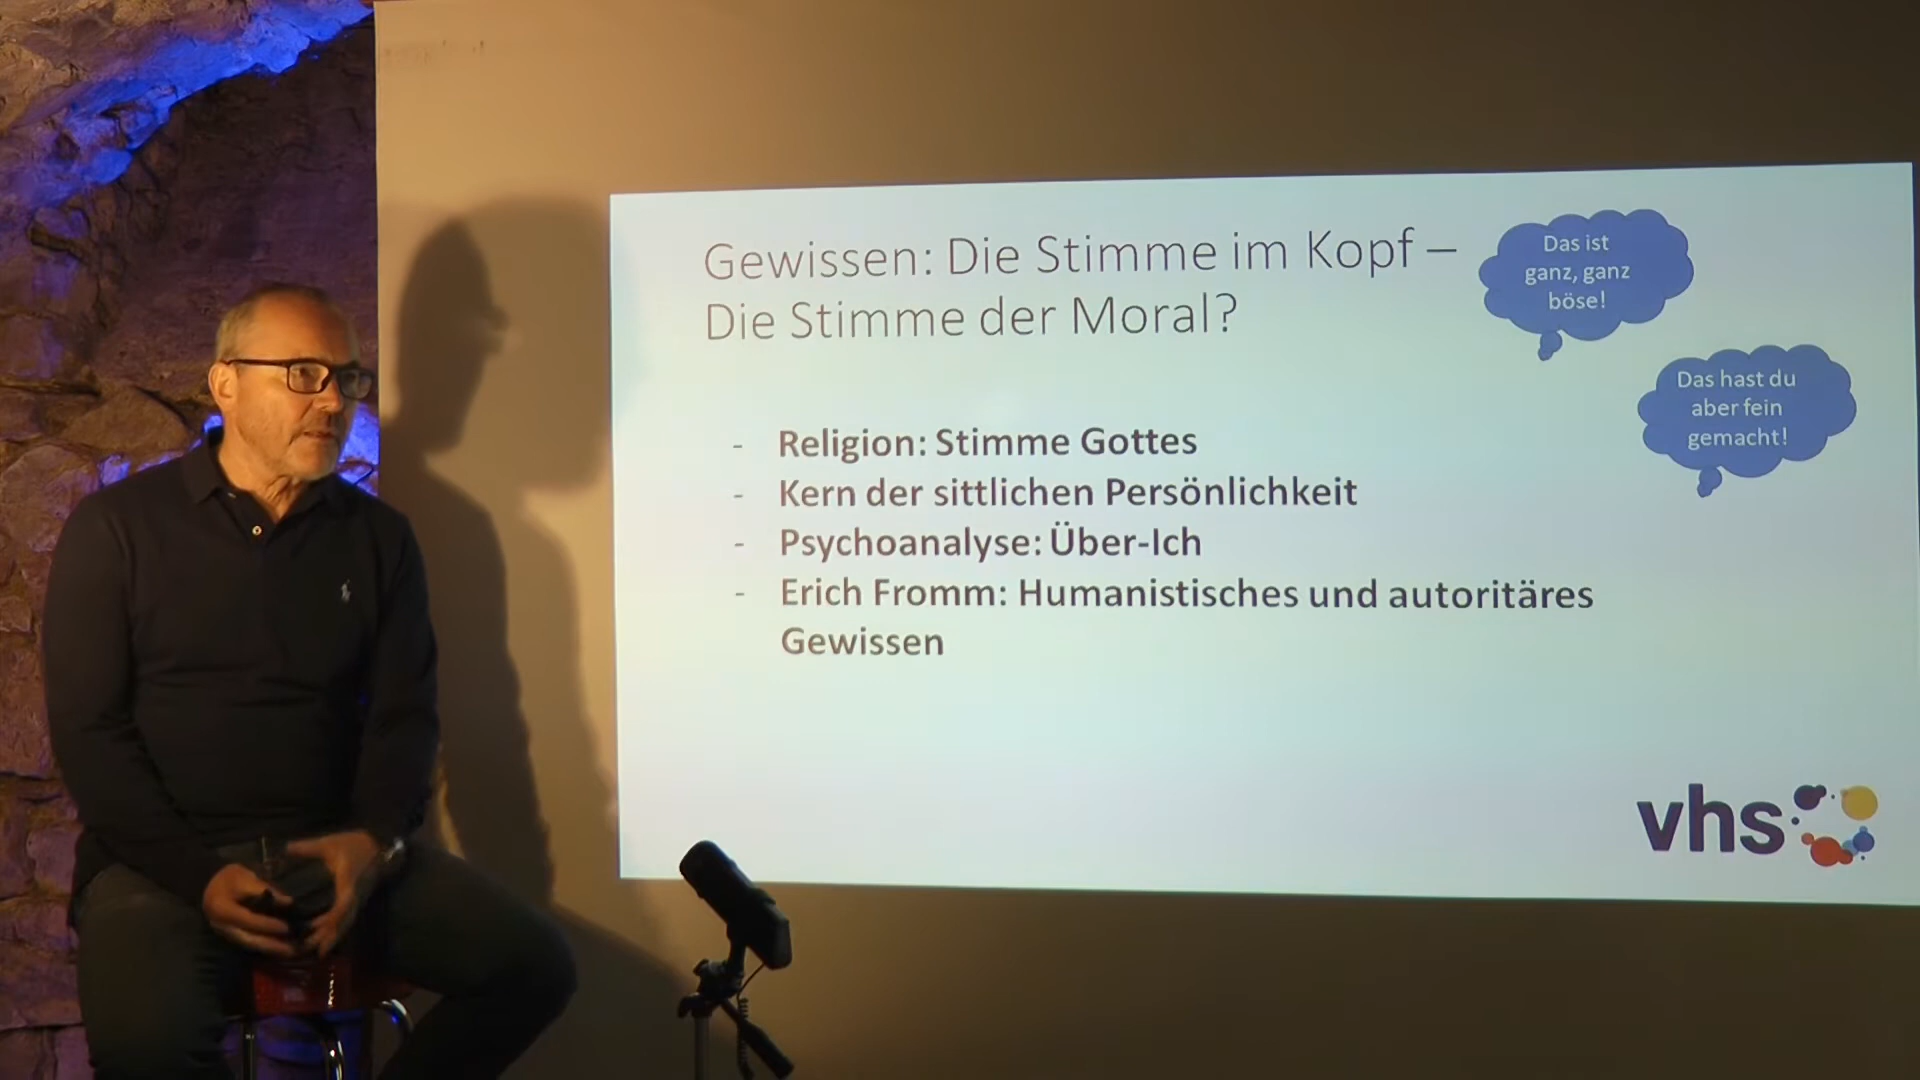 Gewissen: Die Stimme im Kopf –
Die Stimme der Moral?
Das ist
ganz, ganz
böse!
Das hast du
aber fein
gemacht!
- Religion: Stimme Gottes
- Kern der sittlichen Persönlichkeit
- Psychoanalyse: Über-Ich
- Erich Fromm: Humanistisches und autoritäres
Gewissen
vhs